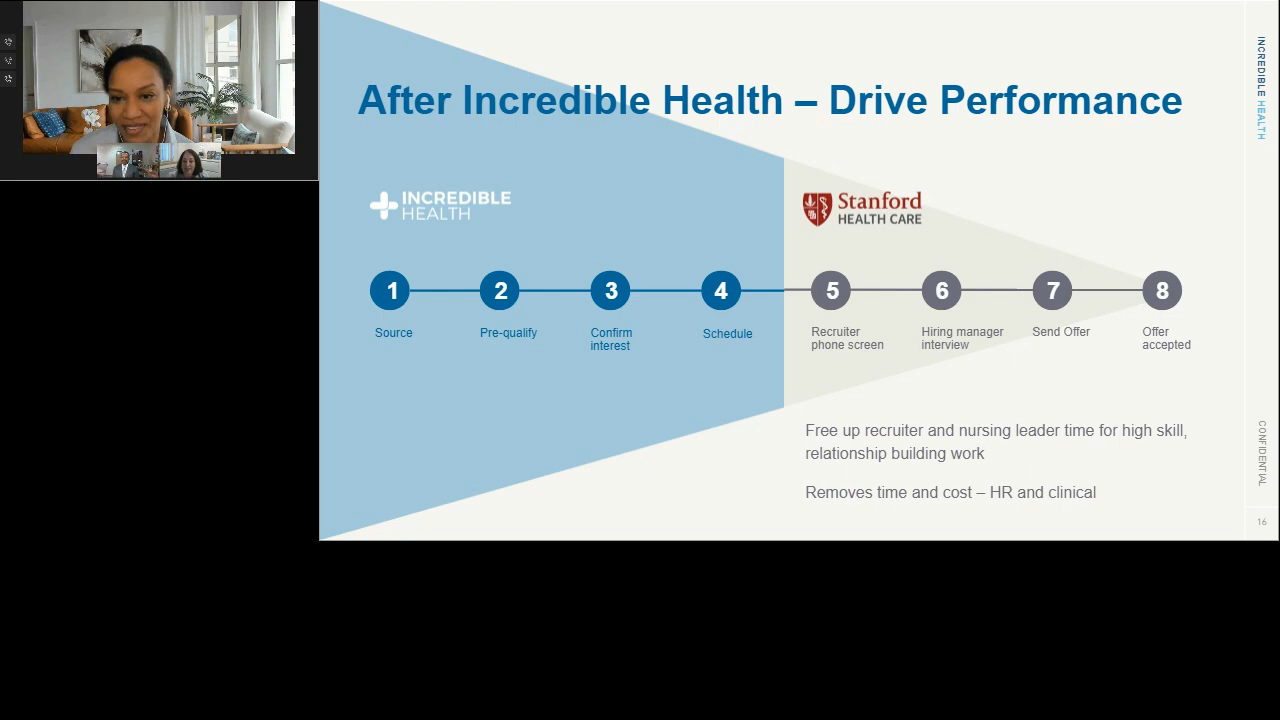 After Incredible Health – Drive Performance
INCREDIBLE
HEALTH
Stanford
HEALTH CARE
1
2
3
4
5
6
7
8
Source
Pre-qualify
Confirm
interest
Schedule
Recruiter
phone screen
Hiring manager
interview
Send Offer
Offer
accepted
Free up recruiter and nursing leader time for high skill,
relationship building work
Removes time and cost – HR and clinical
INCREDIBLE HEALTH
CONFIDENTIAL
16